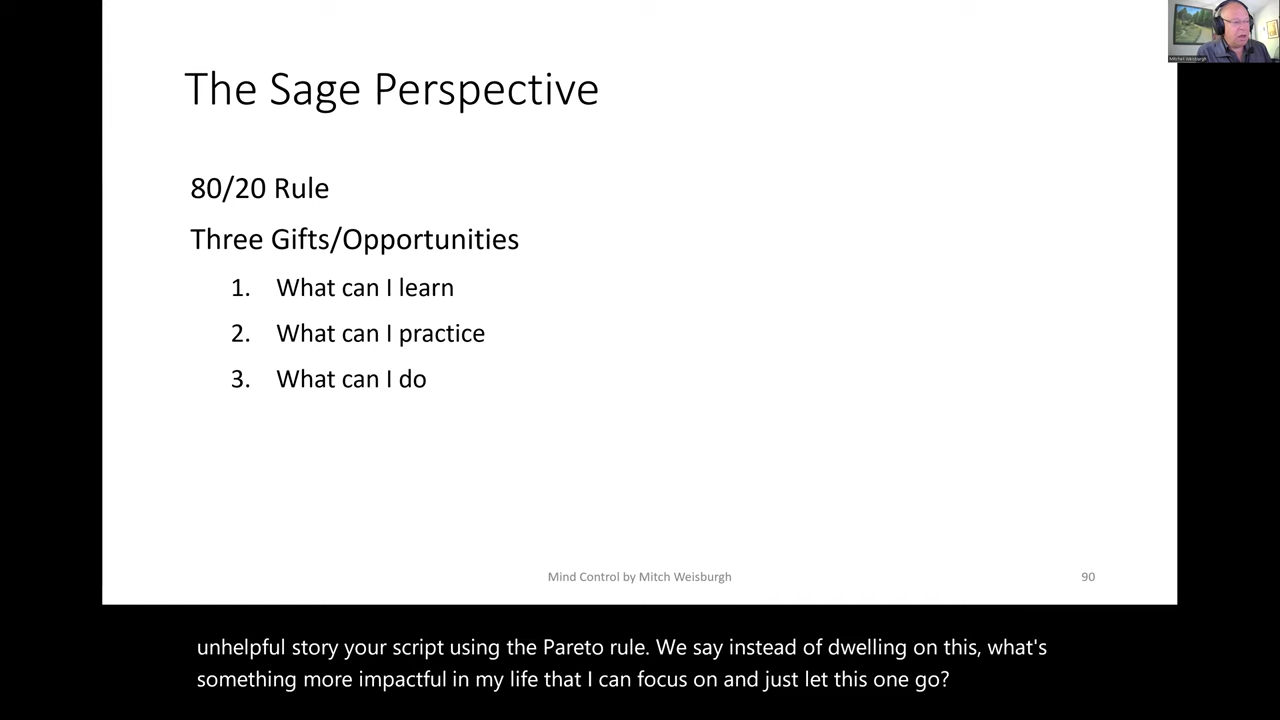 The Sage Perspective
80/20 Rule
Three Gifts/Opportunities
1. What can I learn
2. What can I practice
3. What can I do
Mind Control by Mitch Weisburgh
90
Mitchell Weisburgh
unhelpful story your script using the Pareto rule. We say instead of dwelling on this, what's
something more impactful in my life that I can focus on and just let this one go?